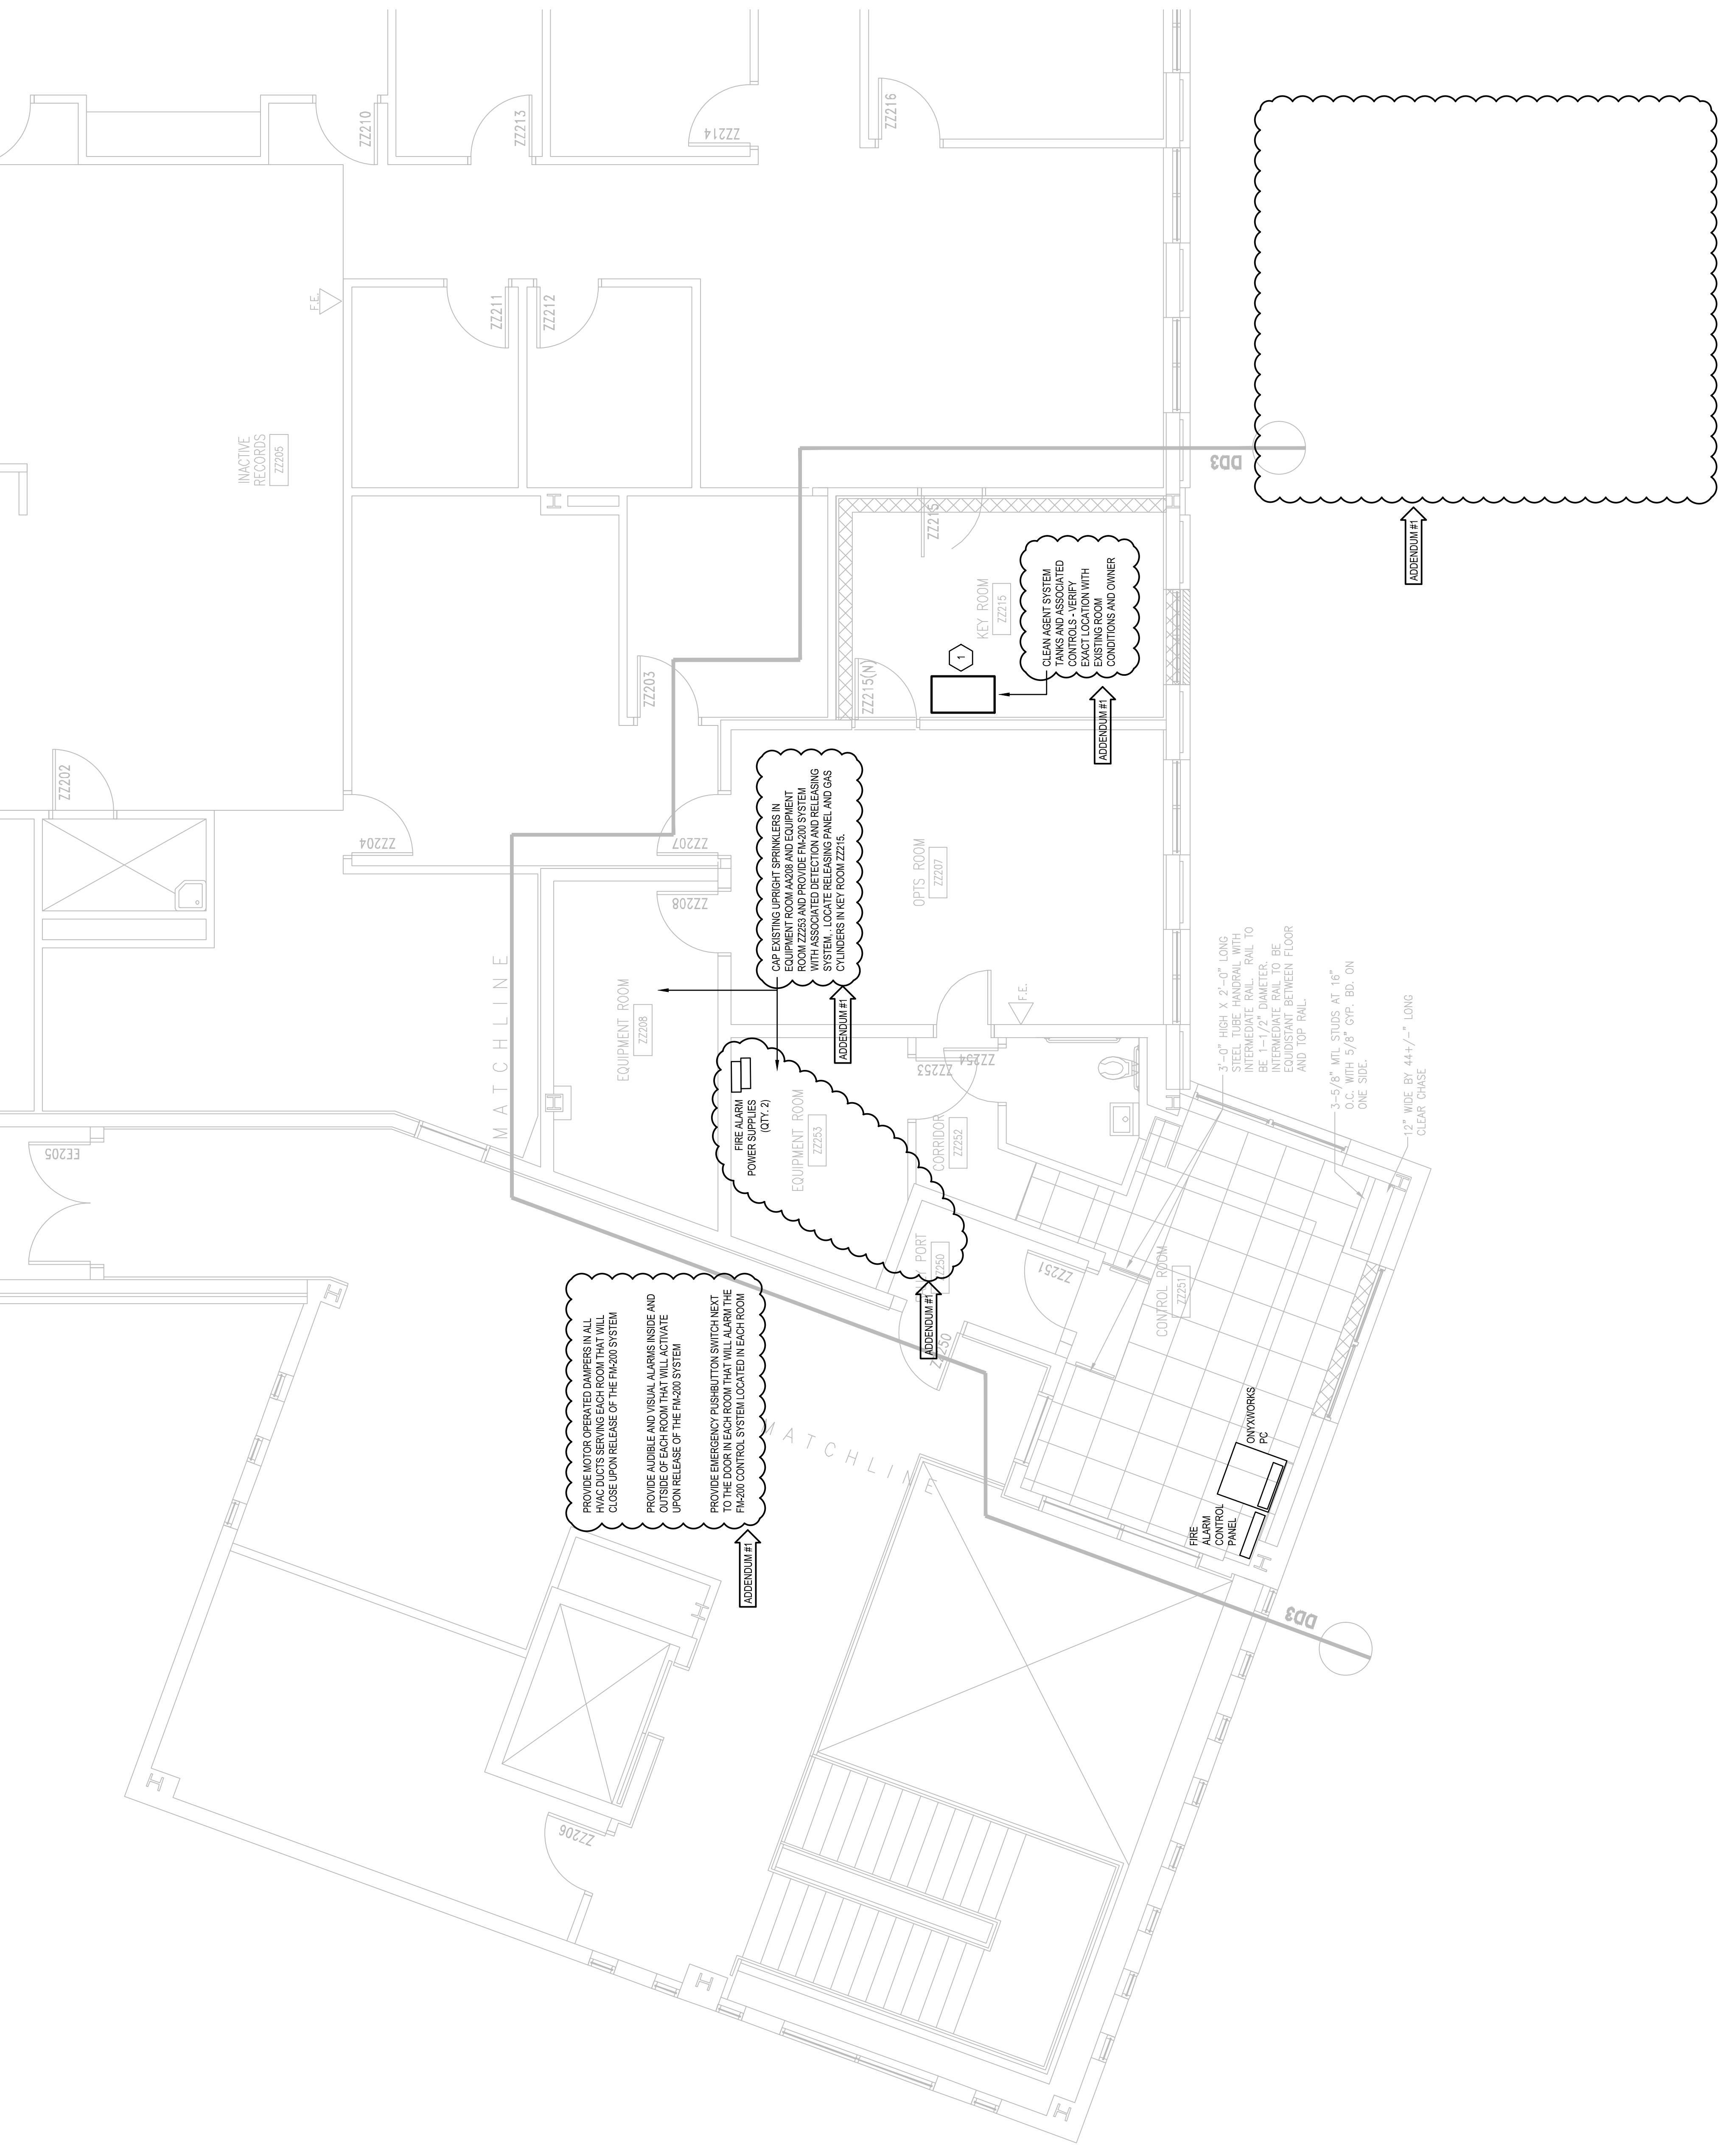 ZZ210
ZZ213
ZZ214
ZZ216
F.E.
ZZ211
ZZ212
INACTIVE
RECORDS
ZZ205
DD3
ADDENDUM #1
ZZ215
KEY ROOM
ZZ215
1
CLEAN AGENT SYSTEM
TANKS AND ASSOCIATED
CONTROLS - VERIFY
EXACT LOCATION WITH
EXISTING ROOM
CONDITIONS AND OWNER
ADDENDUM #1
ZZ203
ZZ215(N)
ZZ202
ZZ204
ZZ207
ZZ208
CAP EXISTING UPRIGHT SPRINKLERS IN
EQUIPMENT ROOM AA208 AND EQUIPMENT
ROOM ZZ253 AND PROVIDE FM-200 SYSTEM
WITH ASSOCIATED DETECTION AND RELEASING
SYSTEM, . LOCATE RELEASING PANEL AND GAS
CYLINDERS IN KEY ROOM ZZ215.
ADDENDUM #1
OPTS ROOM
ZZ207
MATCHLINE
EQUIPMENT ROOM
ZZ208
F.E.
FIRE ALARM
POWER SUPPLIES
(QTY. 2)
EQUIPMENT ROOM
ZZ253
ZZ253
ZZ254
CORRIDOR
ZZ252
3'-0" HIGH X 2'-0" LONG
STEEL TUBE HANDRAIL WITH
INTERMEDIATE RAIL. RAIL TO
BE 1-1/2" DIAMETER.
INTERMEDIATE RAIL TO BE
EQUIDISTANT BETWEEN FLOOR
AND TOP RAIL.
3-5/8" MTL STUDS AT 16"
O.C. WITH 5/8" GYP. BD. ON
ONE SIDE.
12" WIDE BY 44+/-" LONG
CLEAR CHASE
EE205
PORT
Z250
ADDENDUM #1
ZZ250
ZZ251
CONTROL ROOM
ZZ251
PROVIDE MOTOR OPERATED DAMPERS IN ALL
HVAC DUCTS SERVING EACH ROOM THAT WILL
CLOSE UPON RELEASE OF THE FM-200 SYSTEM
PROVIDE AUDIBLE AND VISUAL ALARMS INSIDE AND
OUTSIDE OF EACH ROOM THAT WILL ACTIVATE
UPON RELEASE OF THE FM-200 SYSTEM
PROVIDE EMERGENCY PUSHBUTTON SWITCH NEXT
TO THE DOOR IN EACH ROOM THAT WILL ALARM THE
FM-200 CONTROL SYSTEM LOCATED IN EACH ROOM
ADDENDUM #1
MATCHLINE
ONYXWORKS
PC
FIRE
ALARM
CONTROL
PANEL
DD3
ZZ206